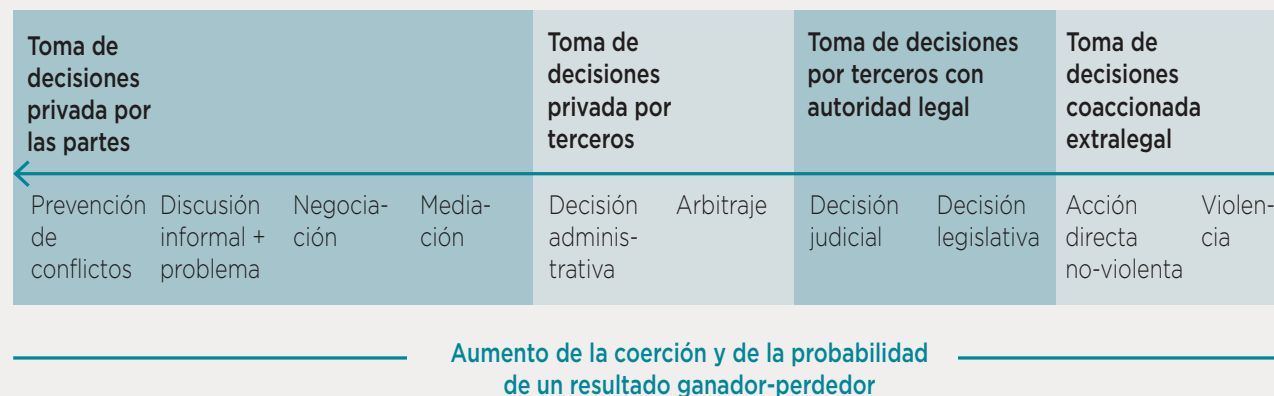 Toma de
decisiones
privada por
las partes
Toma de
decisiones
privada por
terceros
Toma de decisiones
por terceros con
autoridad legal
Toma de
decisiones
coaccionada
extralegal
Prevención
de
conflictos
Discusión
informal +
problema
Negocia-
ción
Media-
ción
Decisión
adminis-
trativa
Arbitraje
Decisión
judicial
Decisión
legislativa
Acción
directa
no-violenta
Violen-
cia
Aumento de la coerción y de la probabilidad
de un resultado ganador-perdedor